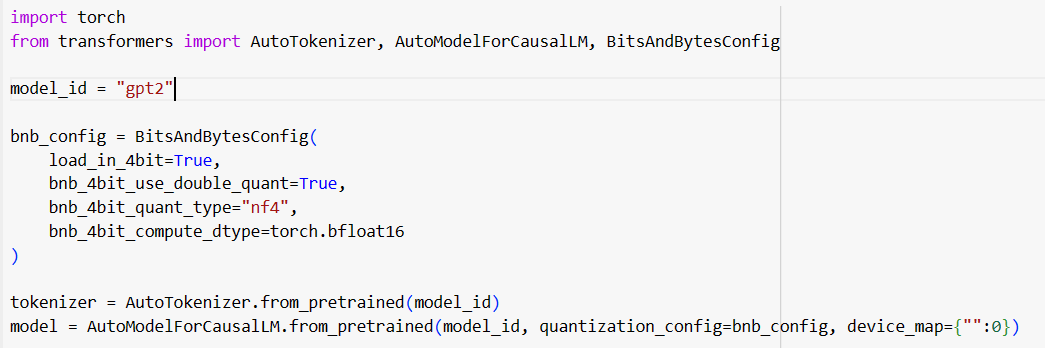 import torch
from transformers import AutoTokenizer, AutoModelForCausalLM, BitsAndBytesConfig
model_id = "gpt2"
bnb_config = BitsAndBytesConfig(
    load_in_4bit=True,
    bnb_4bit_use_double_quant=True,
    bnb_4bit_quant_type="nf4",
    bnb_4bit_compute_dtype=torch.bfloat16
)
tokenizer = AutoTokenizer.from_pretrained(model_id)
model = AutoModelForCausalLM.from_pretrained(model_id, quantization_config=bnb_config, device_map={"":0})